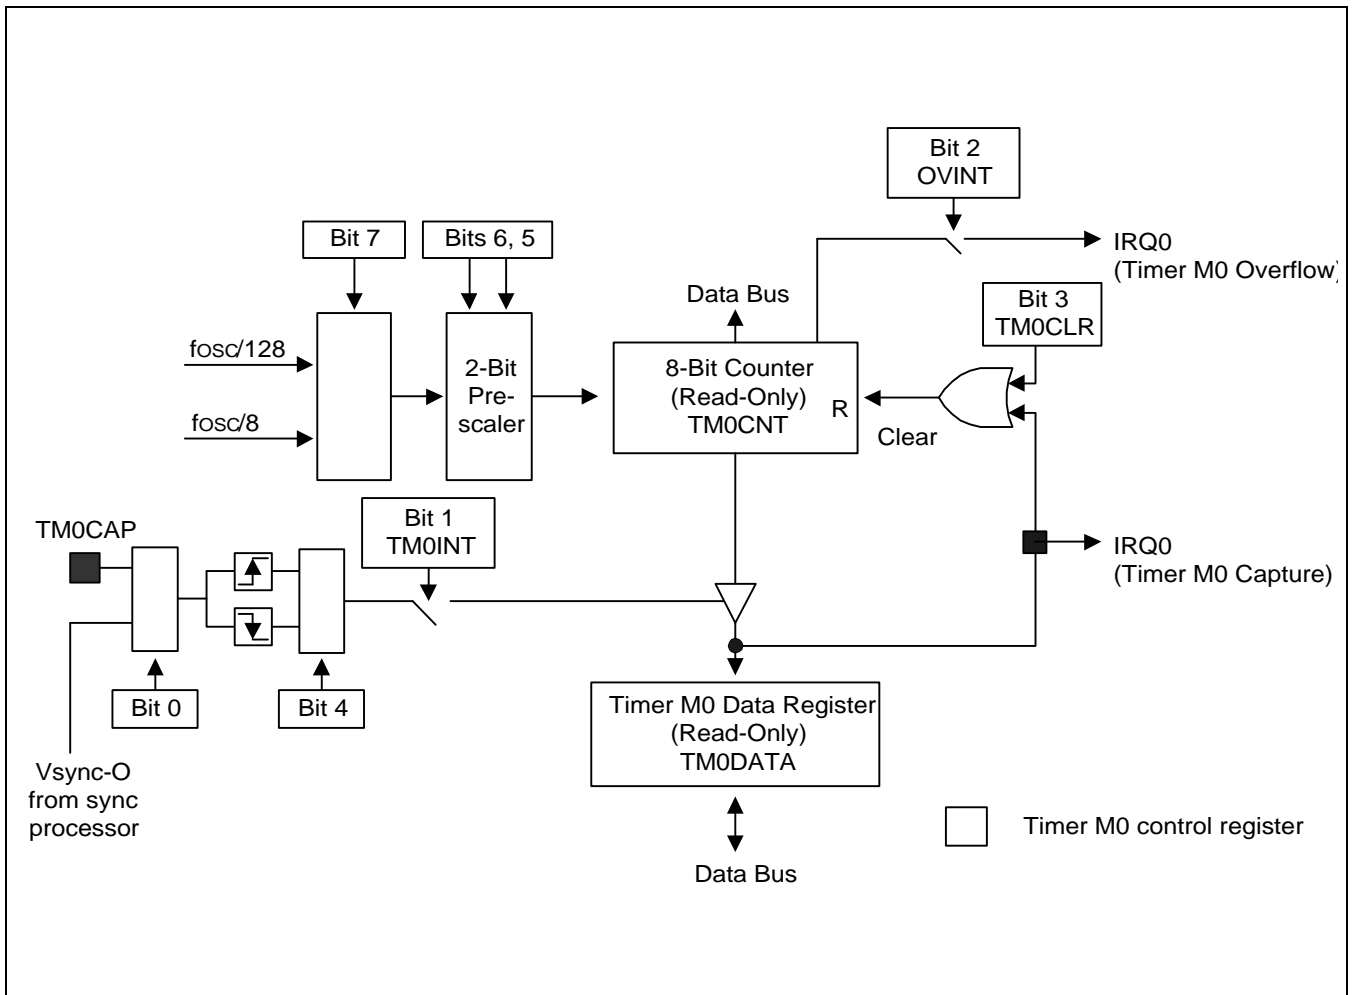 Bit 2
OVINT
Bit 7
Bits 6, 5
IRQ0
(Timer M0 Overflow)
Data Bus
Bit 3
TM0CLR
fosc/128
2-Bit
Pre-
scaler
8-Bit Counter
(Read-Only)
TM0CNT
R
fosc/8
Clear
Bit 1
TM0INT
TM0CAP
IRQ0
(Timer M0 Capture)
Bit 0
Bit 4
Timer M0 Data Register
(Read-Only)
TM0DATA
Vsync-O
from sync
processor
Timer M0 control register
Data Bus